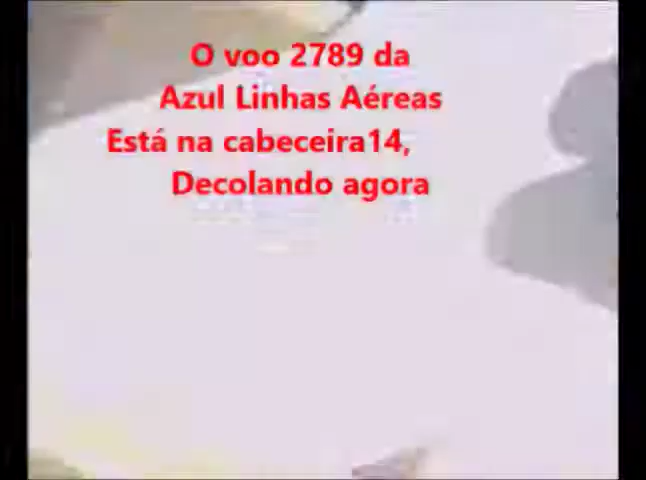 O voo 2789 da
Azul Linhas Aéreas
Está na cabeceira14,
Decolando agora